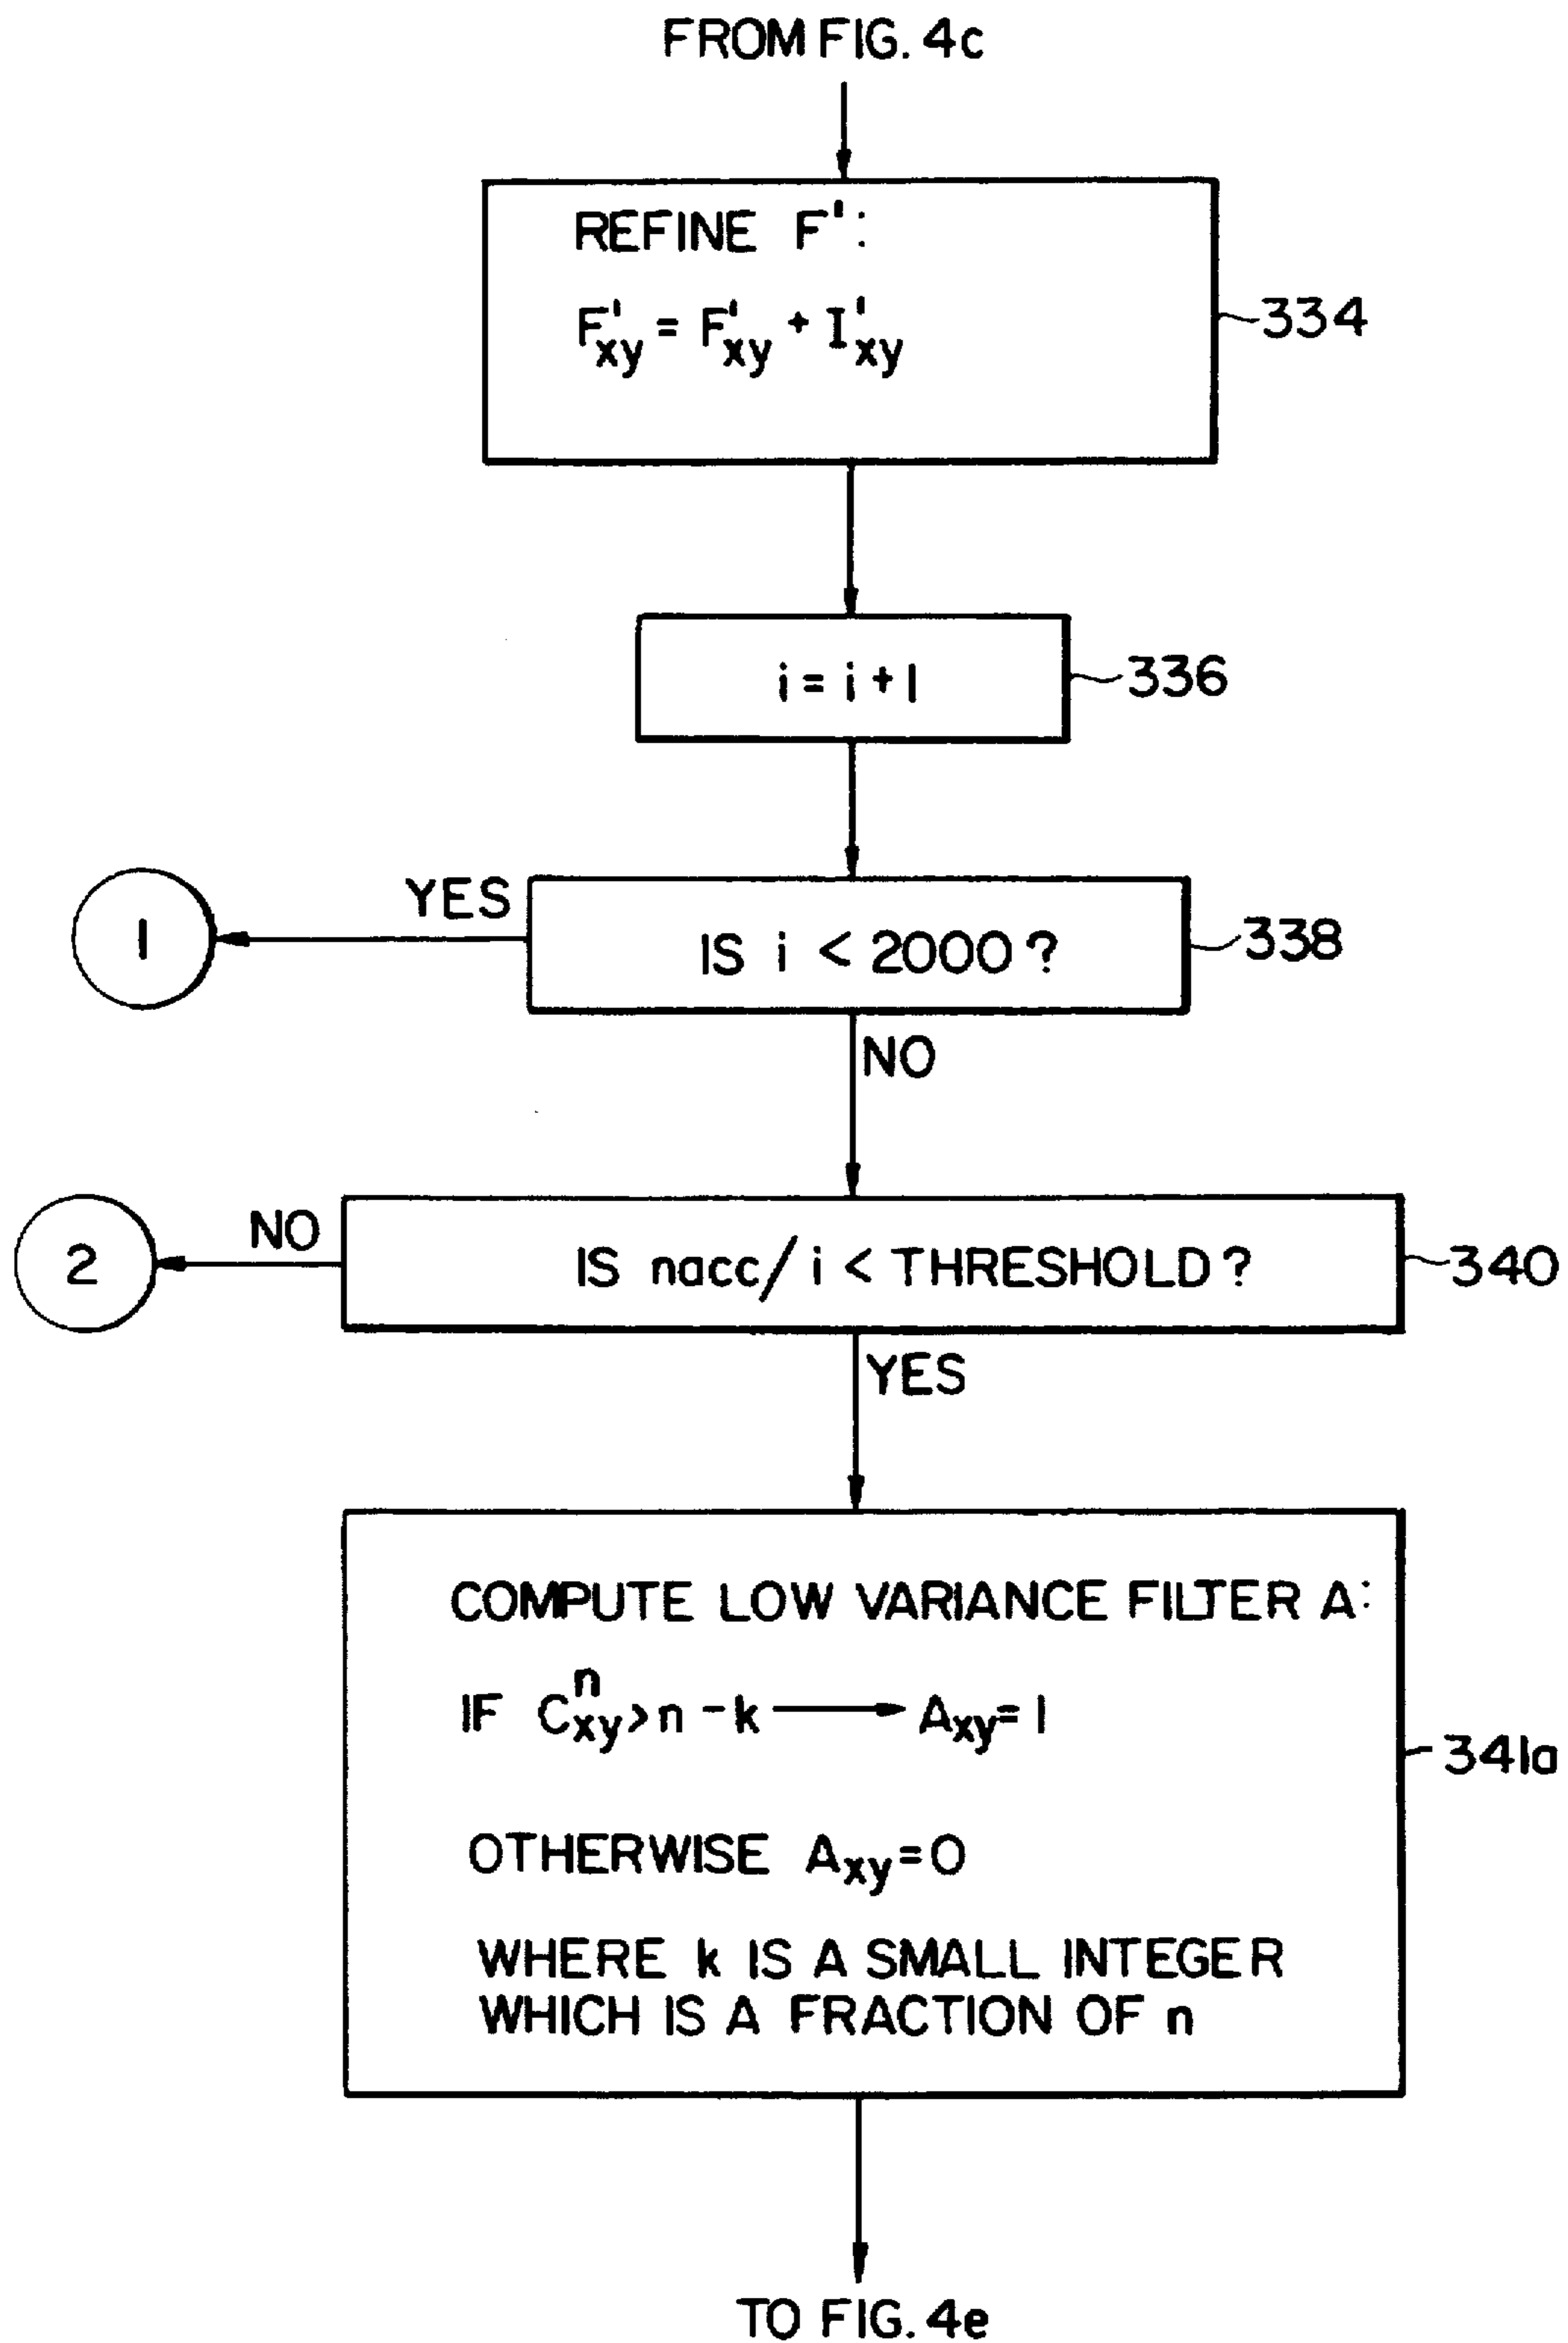 FROM FIG. 4c
REFINE F':
F'xy = F'xy + I'xy
334
i = i + 1
336
YES
1
IS i < 2000 ?
338
NO
NO
2
IS nacc/i < THRESHOLD ?
340
YES
COMPUTE LOW VARIANCE FILTER A:
IF C^n_xy > n - k → Axy = 1
341a
OTHERWISE Axy = 0
WHERE k IS A SMALL INTEGER
WHICH IS A FRACTION OF n
TO FIG. 4e